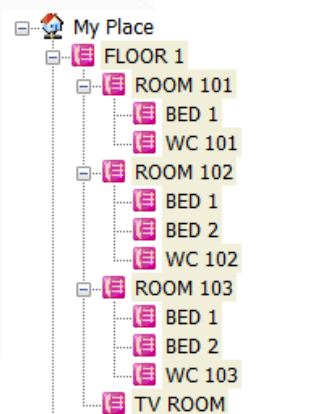 My Place
FLOOR 1
ROOM 101
BED 1
WC 101
ROOM 102
BED 1
BED 2
WC 102
ROOM 103
BED 1
BED 2
WC 103
TV ROOM